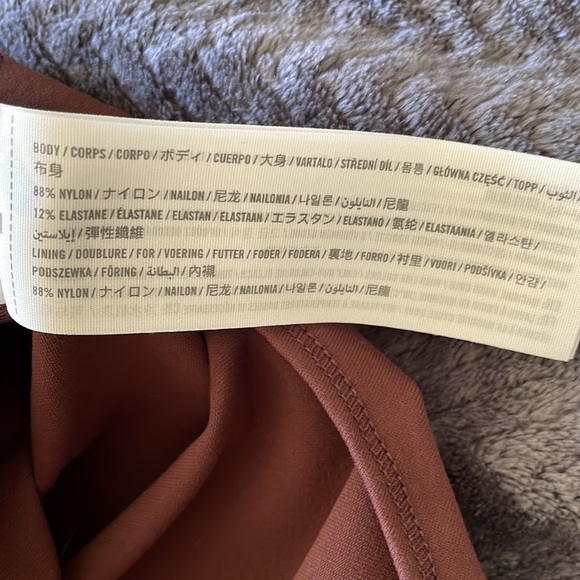 BODY / CORPS / CORPO / ボディ / CUERPO / 大身 / VARTALO / STŘEDNÍ DÍL / 몸통 / GŁÓWNA CZĘŚĆ / TOPP / الثوب /
布身
88% NYLON / ナイロン / NAILON / 尼龙 / NAILONIA / 나일론 / النايلون / 尼龍
12% ELASTANE / ÉLASTANE / ELASTAN / ELASTAAN / エラスタン / ELASTANO / 氨纶 / ELASTAANIA / 엘라스탄 /
إيلاستين / 彈性纖維
LINING / DOUBLURE / FOR / VOERING / FUTTER / FODER / FODERA / 裏地 / FORRO / 衬里 / VUORI / PODŠÍVKA / 안감 /
PODSZEWKA / FÔRING / البطانة / 內襯
88% NYLON / ナイロン / NAILON / 尼龙 / NAILONIA / 나일론 / النايلون / 尼龍